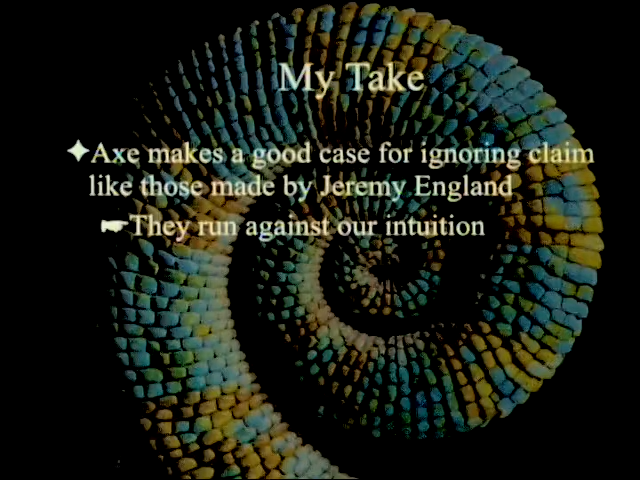 My Take
✦Axe makes a good case for ignoring claim
like those made by Jeremy England
☛They run against our intuition